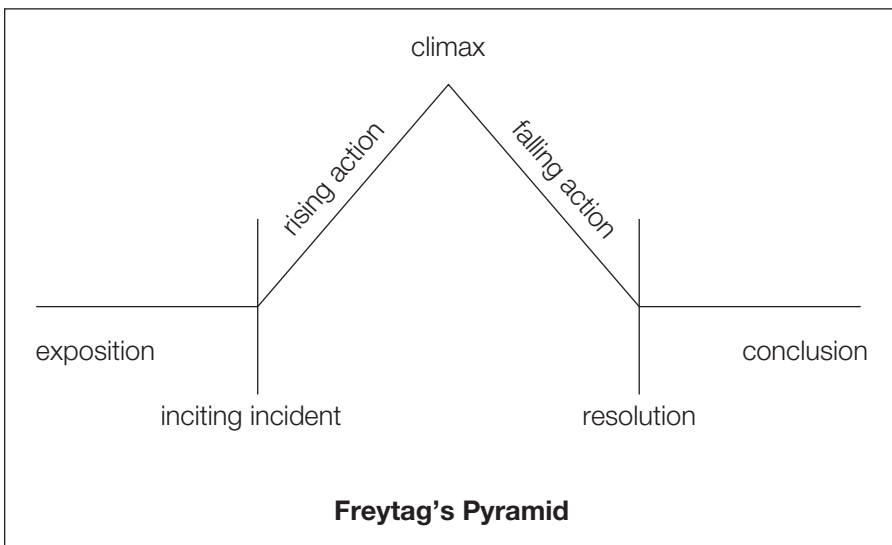 climax
rising action
falling action
exposition
conclusion
inciting incident
resolution
Freytag's Pyramid